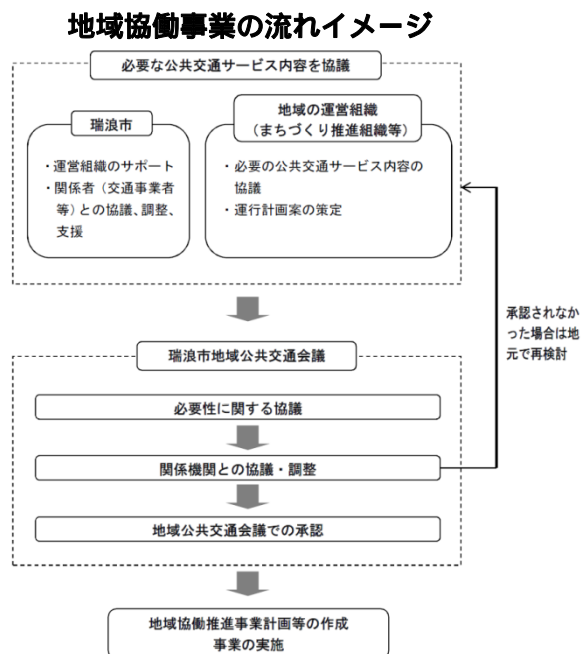 地域協働事業の流れイメージ
必要な公共交通サービス内容を協議
瑞浪市
・運営組織のサポート
・関係者（交通事業者
等）との協議、調整、
支援
地域の運営組織
（まちづくり推進組織等）
・必要の公共交通サービス内容の
協議
・運行計画案の策定
承認されなか
った場合は地
元で再検討
瑞浪市地域公共交通会議
必要性に関する協議
関係機関との協議・調整
地域公共交通会議での承認
地域協働推進事業計画等の作成
事業の実施